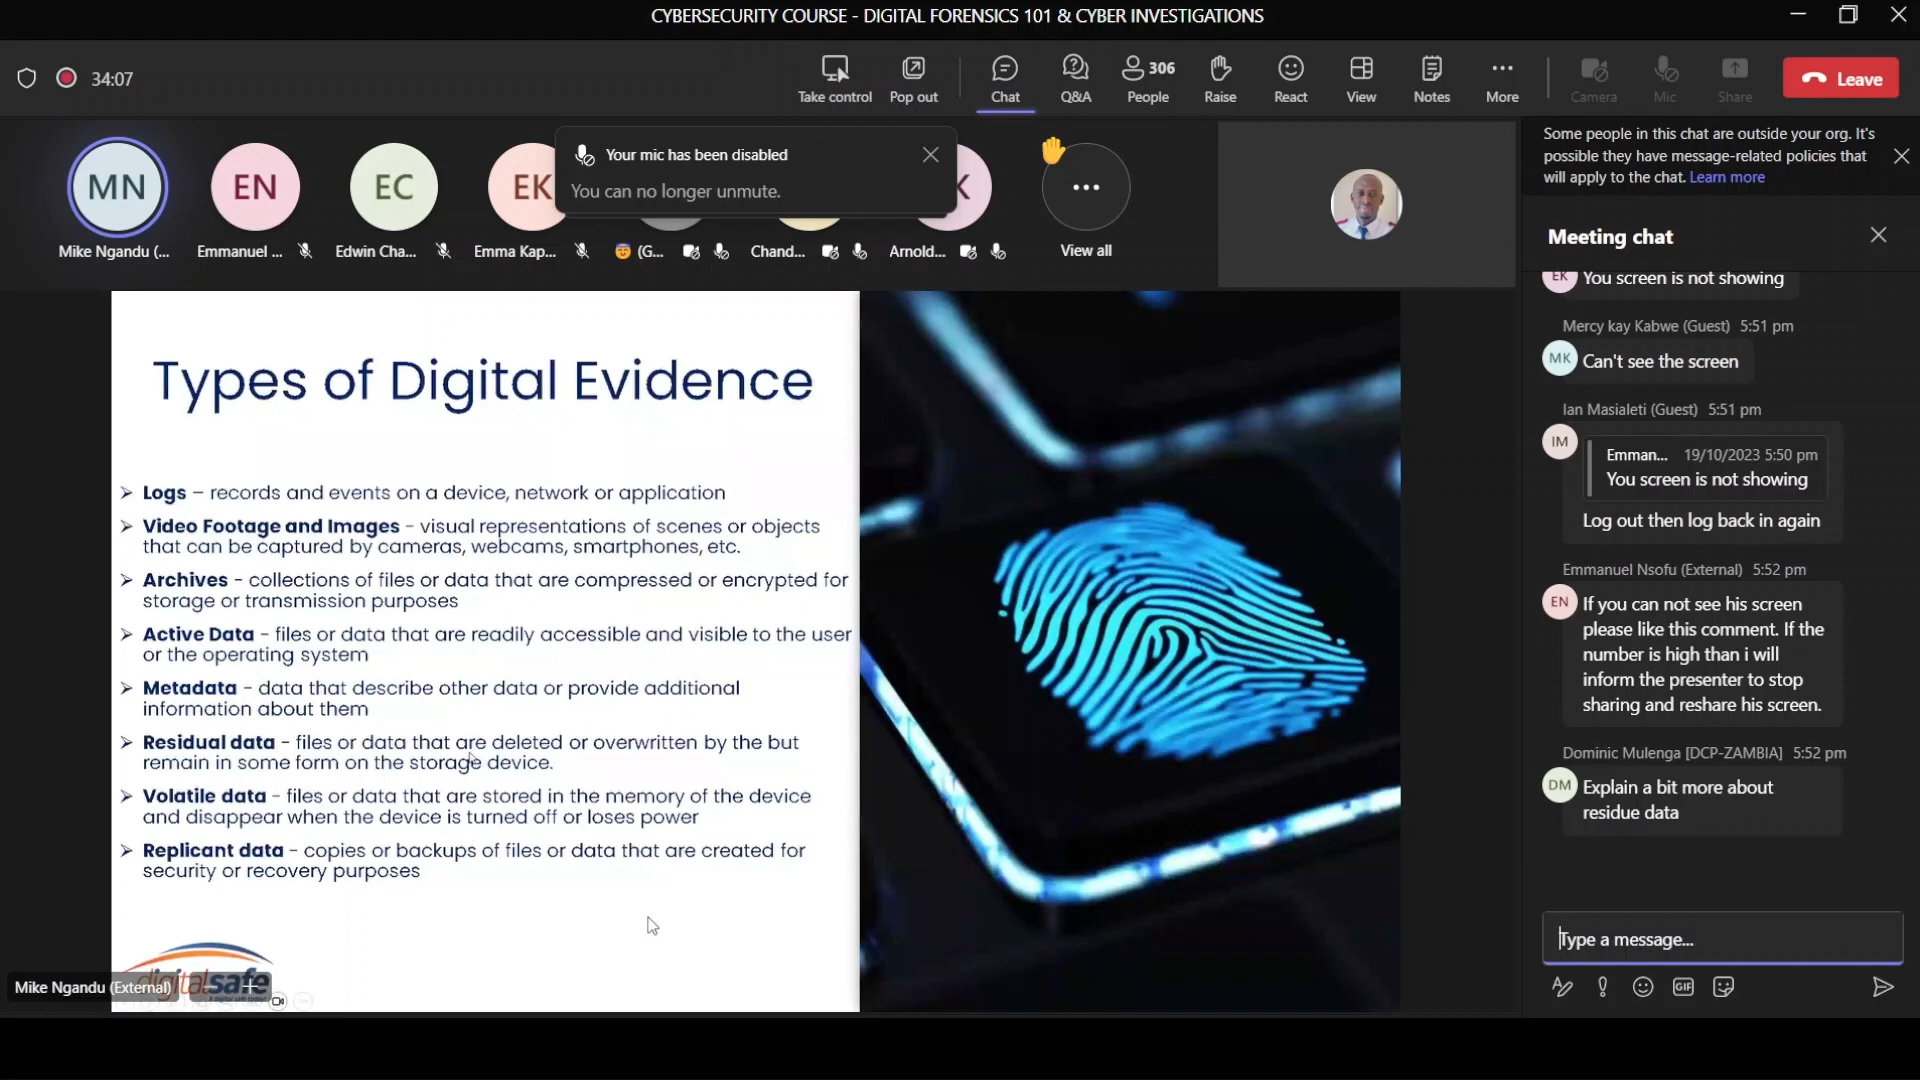 CYBERSECURITY COURSE - DIGITAL FORENSICS 101 & CYBER INVESTIGATIONS
34:07
Take control
Pop out
Chat
Q&A
306
People
Raise
React
View
Notes
More
Camera
Mic
Share
Leave
MN
EN
EC
EK
K
Your mic has been disabled
You can no longer unmute.
Mike Ngandu (...
Emmanuel ...
Edwin Cha...
Emma Kap...
(G...
Chand...
Arnold...
View all
Types of Digital Evidence
➢ Logs – records and events on a device, network or application
➢ Video Footage and Images - visual representations of scenes or objects
that can be captured by cameras, webcams, smartphones, etc.
➢ Archives - collections of files or data that are compressed or encrypted for
storage or transmission purposes
➢ Active Data - files or data that are readily accessible and visible to the user
or the operating system
➢ Metadata - data that describe other data or provide additional
information about them
➢ Residual data - files or data that are deleted or overwritten by the but
remain in some form on the storage device.
➢ Volatile data - files or data that are stored in the memory of the device
and disappear when the device is turned off or loses power
➢ Replicant data - copies or backups of files or data that are created for
security or recovery purposes
digitalsafe
Mike Ngandu (External)
Some people in this chat are outside your org. It's
possible they have message-related policies that
will apply to the chat. Learn more
Meeting chat
EK
You screen is not showing
Mercy kay Kabwe (Guest) 5:51 pm
MK
Can't see the screen
Ian Masialeti (Guest) 5:51 pm
IM
Emman... 19/10/2023 5:50 pm
You screen is not showing
Log out then log back in again
Emmanuel Nsofu (External) 5:52 pm
EN
If you can not see his screen
please like this comment. If the
number is high than i will
inform the presenter to stop
sharing and reshare his screen.
Dominic Mulenga [DCP-ZAMBIA] 5:52 pm
DM
Explain a bit more about
residue data
Type a message...
GIF